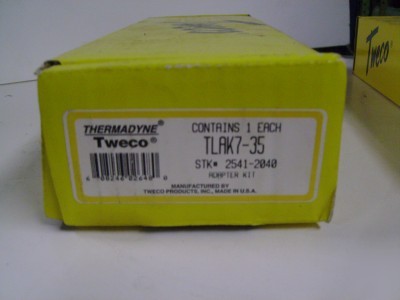 THERMADYNE®
Tweco®
CONTAINS 1 EACH
TLAK7-35
STK# 2541-2040
ADAPTER KIT
MANUFACTURED BY
TWECO PRODUCTS, INC., MADE IN U.S.A.
Tweco